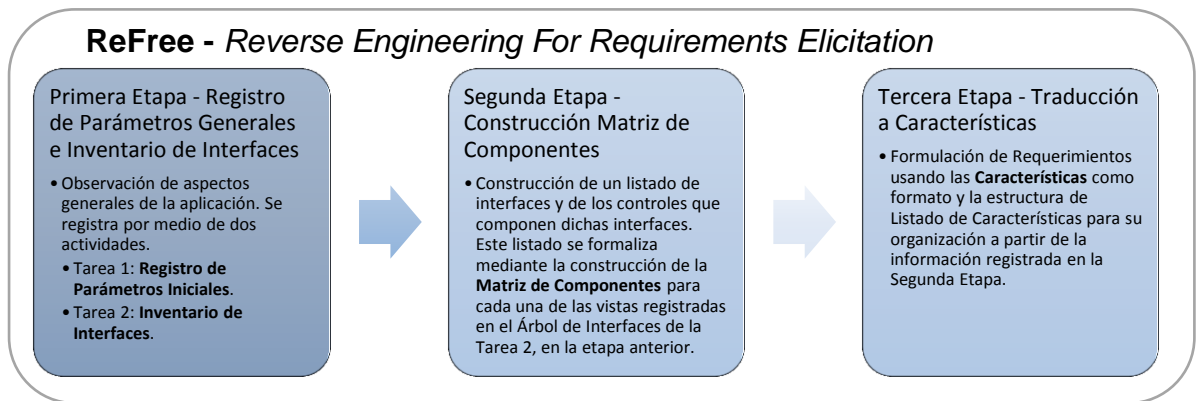 ReFree - Reverse Engineering For Requirements Elicitation
Primera Etapa - Registro
de Parámetros Generales
e Inventario de Interfaces
• Observación de aspectos
generales de la aplicación. Se
registra por medio de dos
actividades.
• Tarea 1: Registro de
Parámetros Iniciales.
• Tarea 2: Inventario de
Interfaces.
Segunda Etapa -
Construcción Matriz de
Componentes
• Construcción de un listado de
interfaces y de los controles que
componen dichas interfaces.
Este listado se formaliza
mediante la construcción de la
Matriz de Componentes para
cada una de las vistas registradas
en el Árbol de Interfaces de la
Tarea 2, en la etapa anterior.
Tercera Etapa - Traducción
a Características
• Formulación de Requerimientos
usando las Características como
formato y la estructura de
Listado de Características para su
organización a partir de la
información registrada en la
Segunda Etapa.